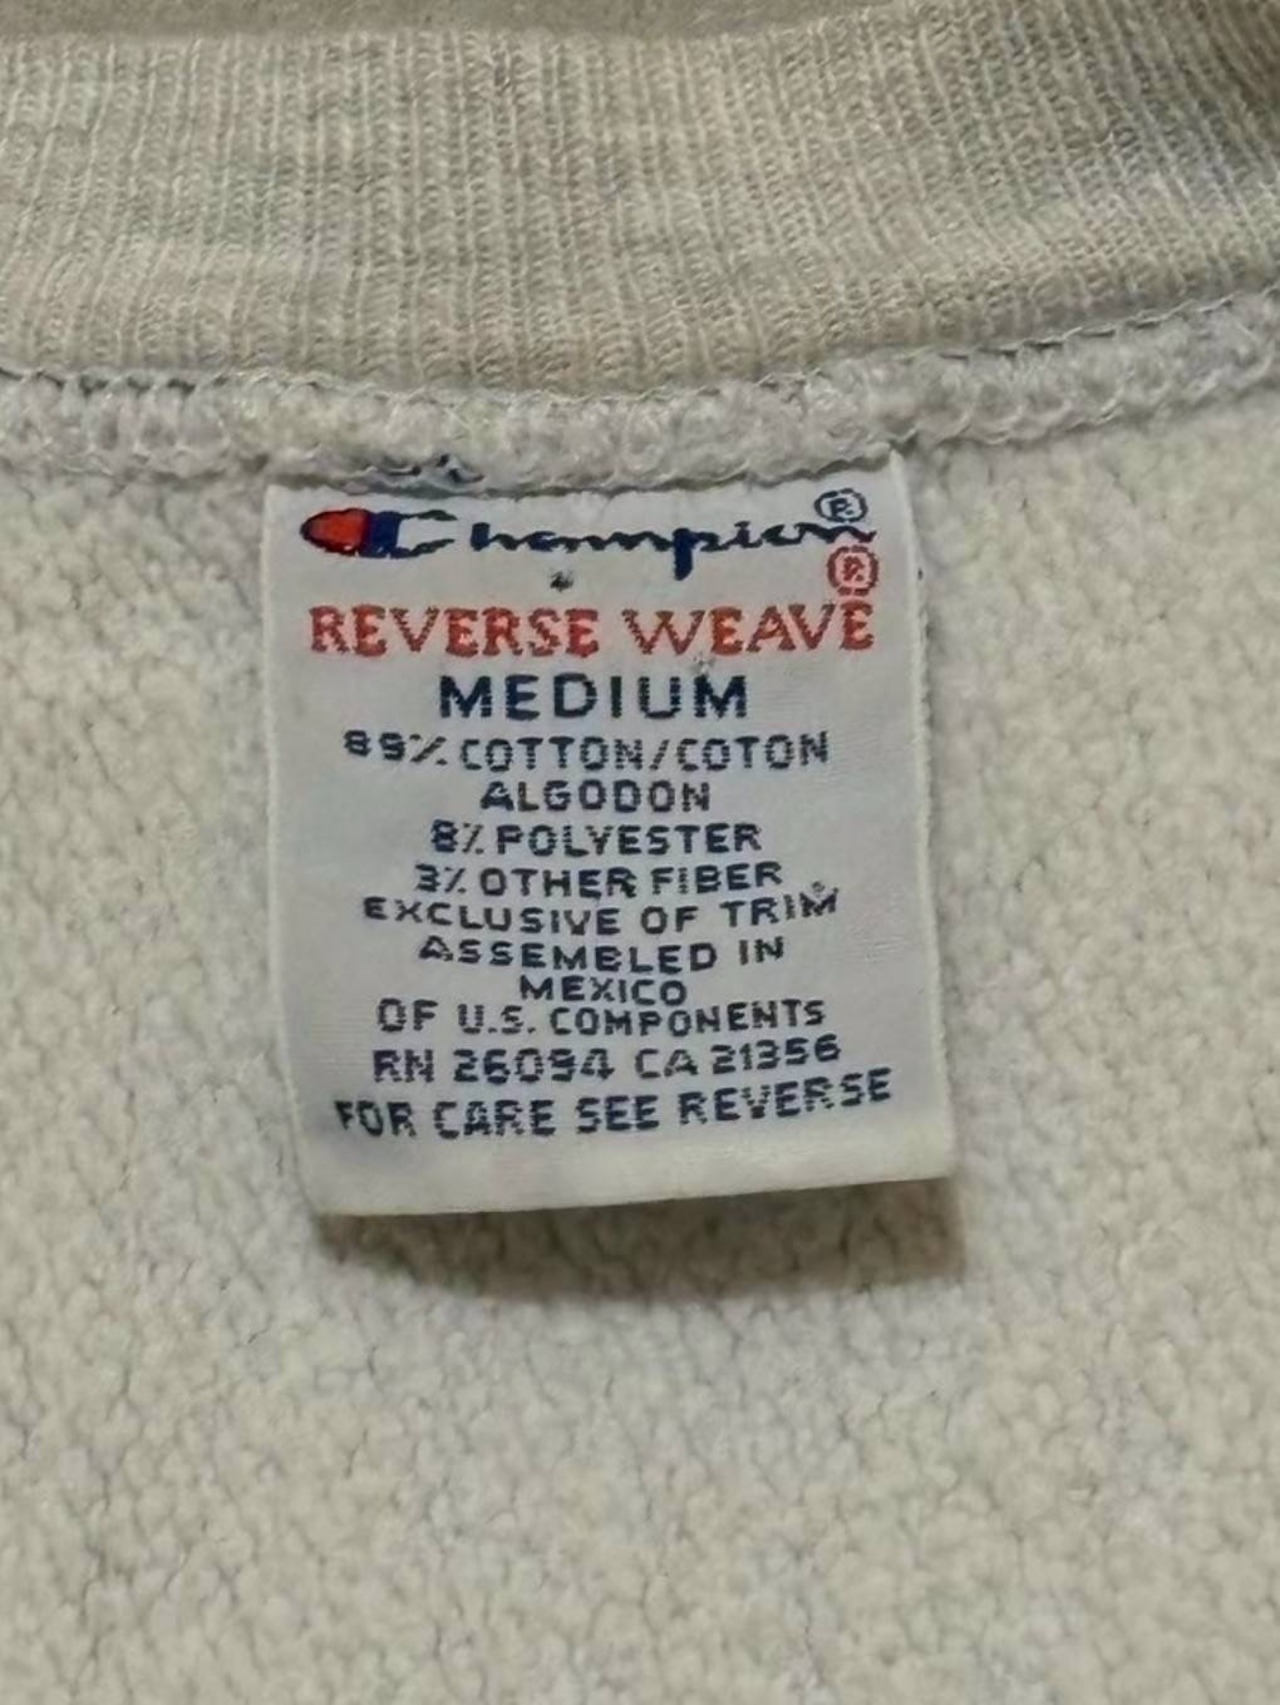 Champion®
®
REVERSE WEAVE
MEDIUM
89% COTTON/COTON
ALGODON
8% POLYESTER
3% OTHER FIBER
EXCLUSIVE OF TRIM
ASSEMBLED IN
MEXICO
OF U.S. COMPONENTS
RN 26094 CA 21356
FOR CARE SEE REVERSE